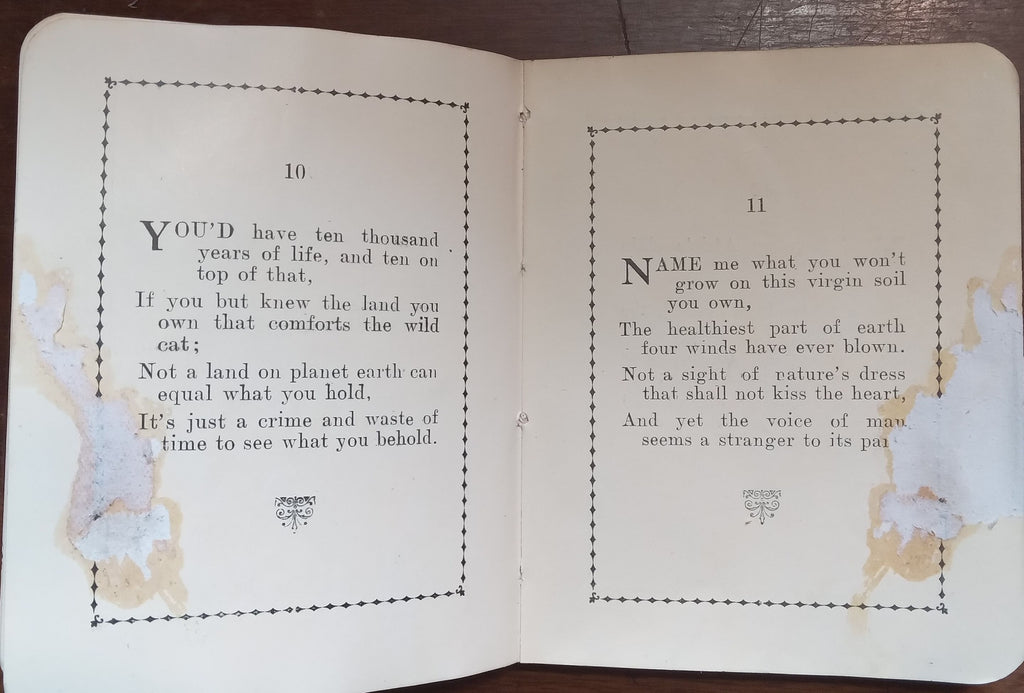 10
YOU'D have ten thousand
years of life, and ten on
top of that,
If you but knew the land you
own that comforts the wild
cat;
Not a land on planet earth can
equal what you hold,
It's just a crime and waste of
time to see what you behold.
11
NAME me what you won't
grow on this virgin soil
you own,
The healthiest part of earth
four winds have ever blown.
Not a sight of nature's dress
that shall not kiss the heart,
And yet the voice of man
seems a stranger to its